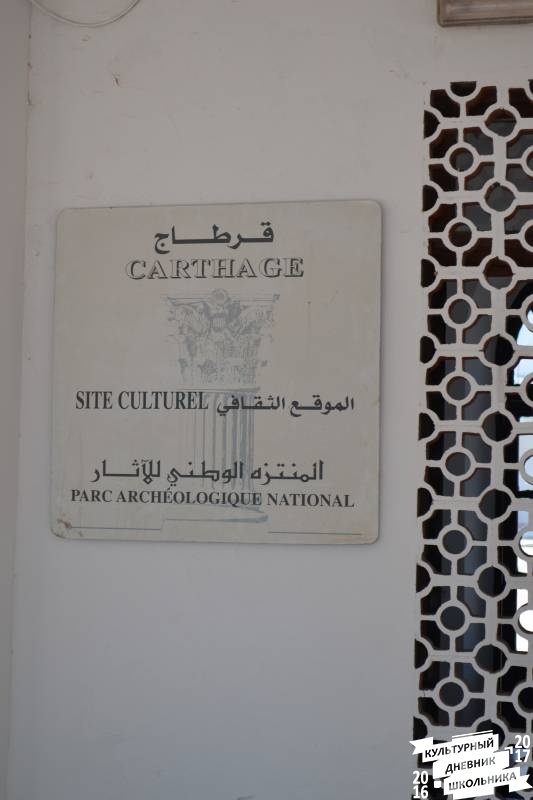 قرطاج
CARTHAGE
SITE CULTUREL الموقع الثقافي
المنتزه الوطني للآثار
PARC ARCHÉOLOGIQUE NATIONAL
КУЛЬТУРНЫЙ
ДНЕВНИК
ШКОЛЬНИКА
2016
2017